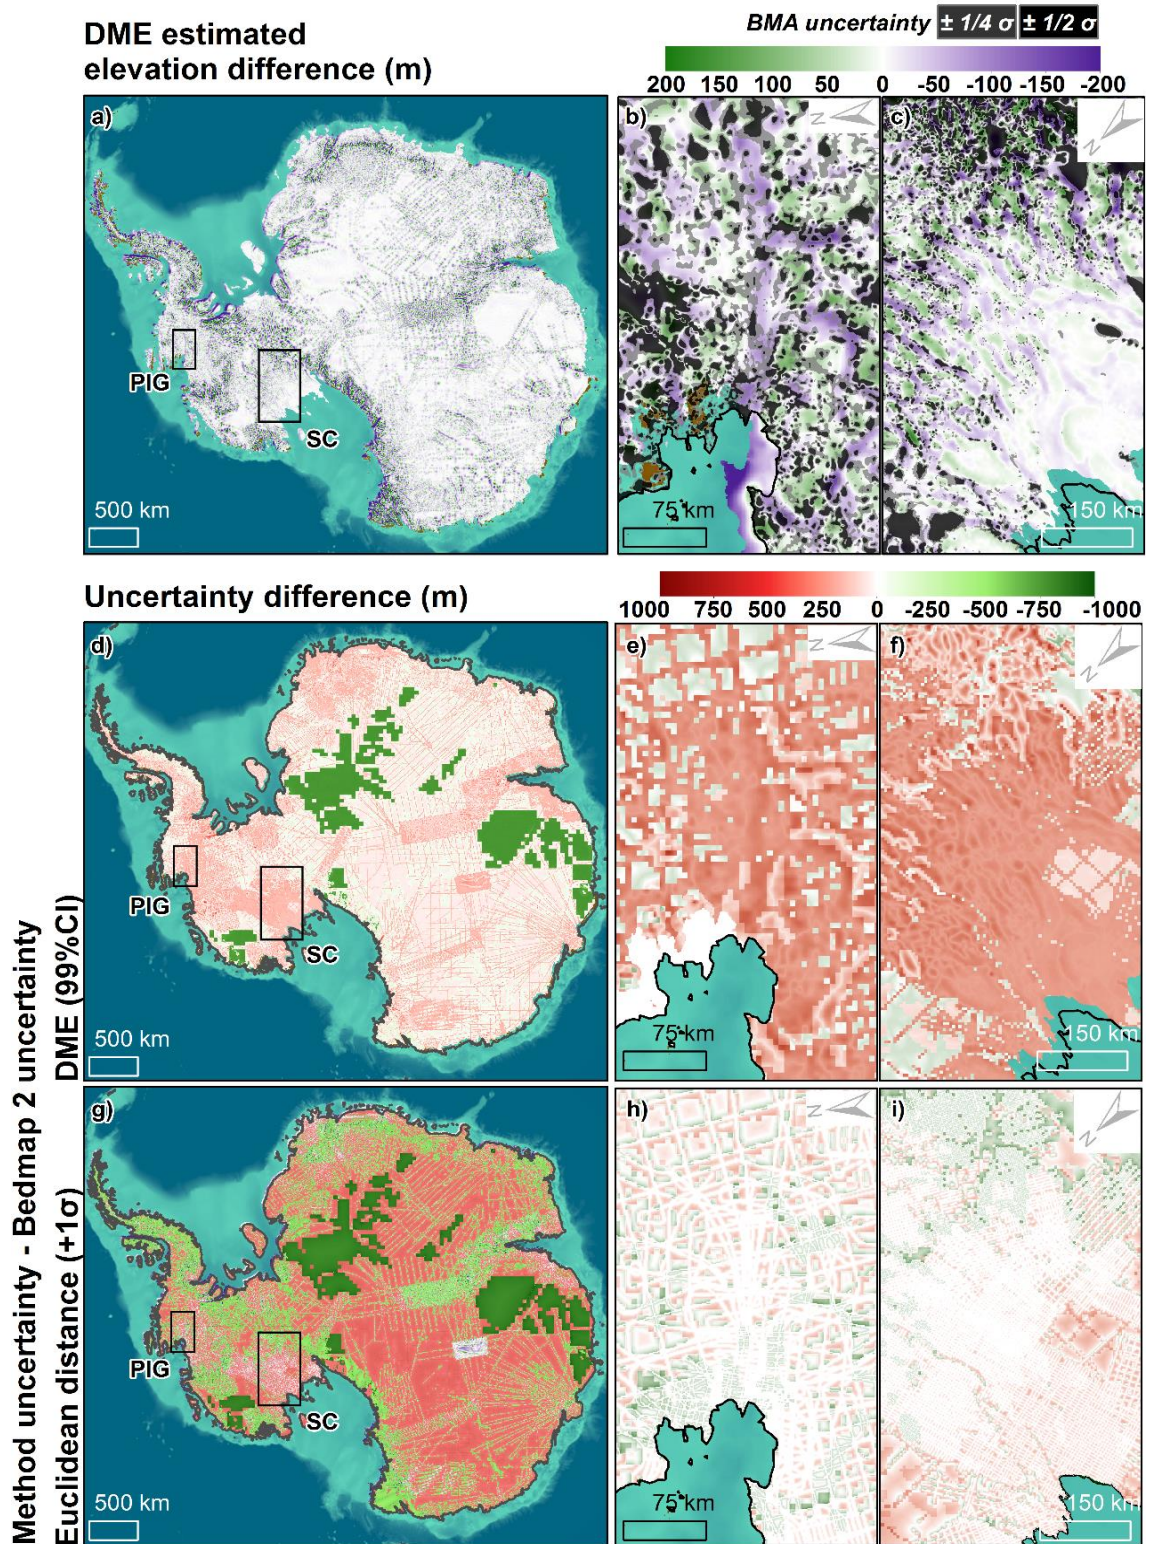 DME estimated
elevation difference (m)
BMA uncertainty ± 1/4 σ ± 1/2 σ
200 150 100 50 0 -50 -100 -150 -200
a)
PIG
SC
500 km
b)
N
75 km
c)
N
150 km
Uncertainty difference (m)
1000 750 500 250 0 -250 -500 -750 -1000
Method uncertainty - Bedmap 2 uncertainty
DME (99%CI)
d)
PIG
SC
500 km
e)
N
75 km
f)
N
150 km
Euclidean distance (+1σ)
g)
PIG
SC
500 km
h)
N
75 km
i)
N
150 km